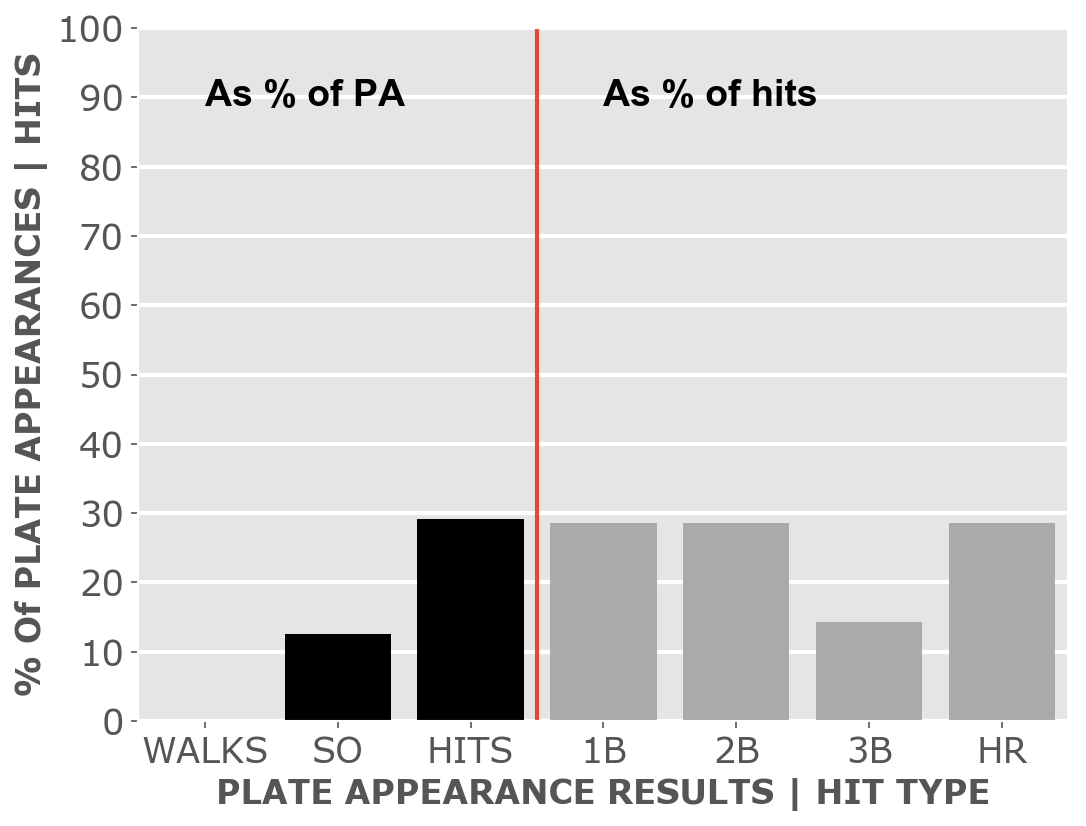 % Of PLATE APPEARANCES | HITS
100
90
80
70
60
50
40
30
20
10
0
As % of PA
As % of hits
WALKS SO HITS 1B 2B 3B HR
PLATE APPEARANCE RESULTS | HIT TYPE